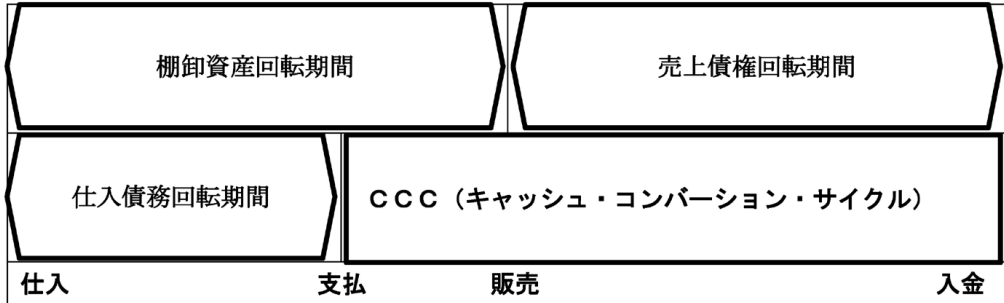 棚卸資産回転期間
売上債権回転期間
仕入債務回転期間
ＣＣＣ（キャッシュ・コンバーション・サイクル）
仕入
支払
販売
入金